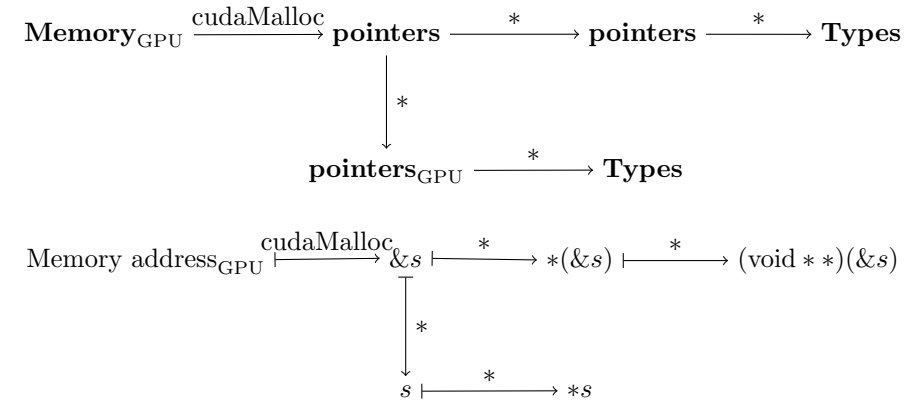 cudaMalloc * *
Memory_GPU pointers pointers Types
*
*
pointers_GPU Types
cudaMalloc * *
Memory address_GPU &s *(&s) (void * *)(&s)
*
*
s *s